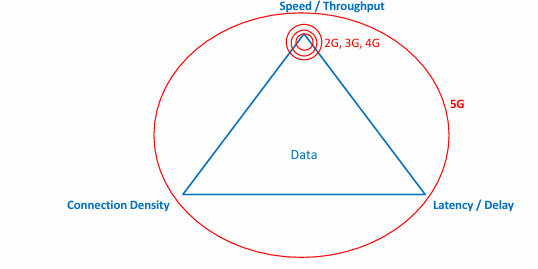 Speed / Throughput
2G, 3G, 4G
5G
Data
Connection Density
Latency / Delay